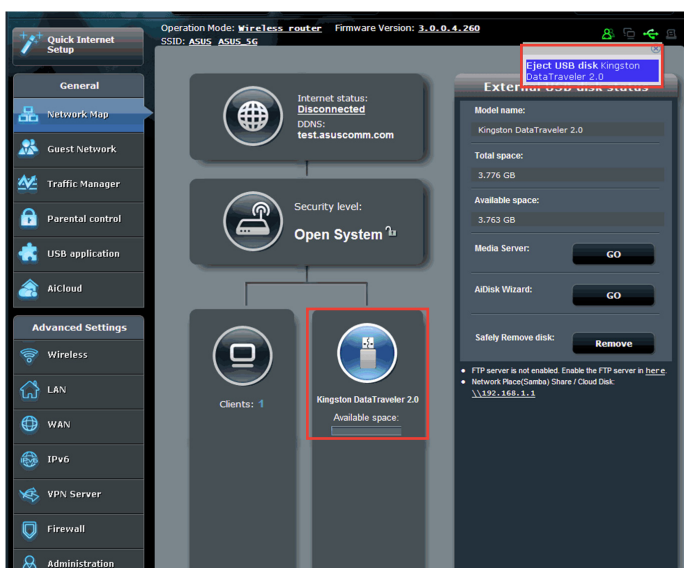 Operation Mode: Wireless router Firmware Version: 3.0.0.4.260
SSID: ASUS ASUS_5G
Quick Internet
Setup
General
Network Map
Guest Network
Traffic Manager
Parental control
USB application
AiCloud
Advanced Settings
Wireless
LAN
WAN
IPv6
VPN Server
Firewall
Administration
Internet status:
Disconnected
DDNS:
test.asuscomm.com
Security level:
Open System
Clients: 1
Kingston DataTraveler 2.0
Available space:
Eject USB disk Kingston
DataTraveler 2.0
External USB disk status
Model name:
Kingston DataTraveler 2.0
Total space:
3.776 GB
Available space:
3.763 GB
Media Server:
GO
AiDisk Wizard:
GO
Safely Remove disk:
Remove
FTP server is not enabled. Enable the FTP server in here.
Network Place(Samba) Share / Cloud Disk:
\\192.168.1.1